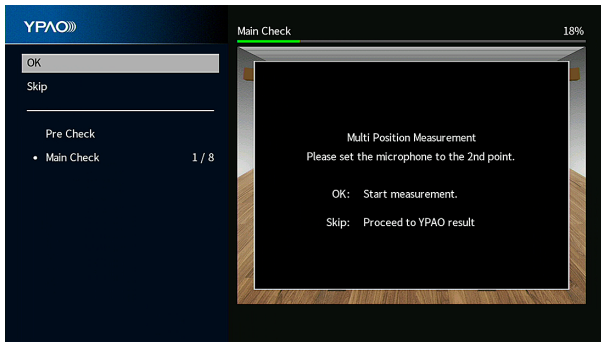 YPAO
OK
Skip
Pre Check
• Main Check 1 / 8
Main Check 18%
Multi Position Measurement
Please set the microphone to the 2nd point.
OK: Start measurement.
Skip: Proceed to YPAO result